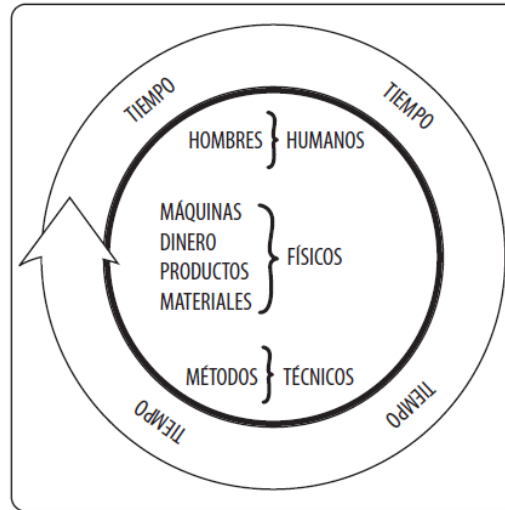 TIEMPO
TIEMPO
HOMBRES } HUMANOS
MÁQUINAS
DINERO
PRODUCTOS
MATERIALES
} FÍSICOS
MÉTODOS } TÉCNICOS
TIEMPO
TIEMPO